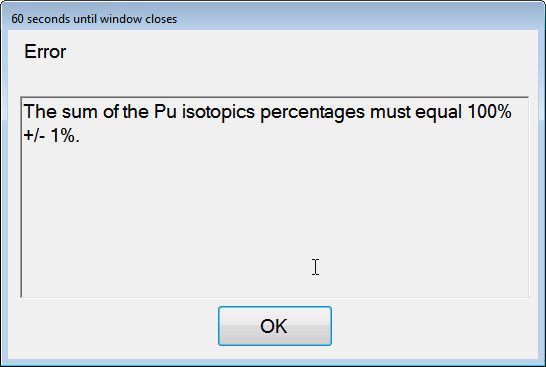 60 seconds until window closes
Error
The sum of the Pu isotopics percentages must equal 100%
+/- 1%.
OK